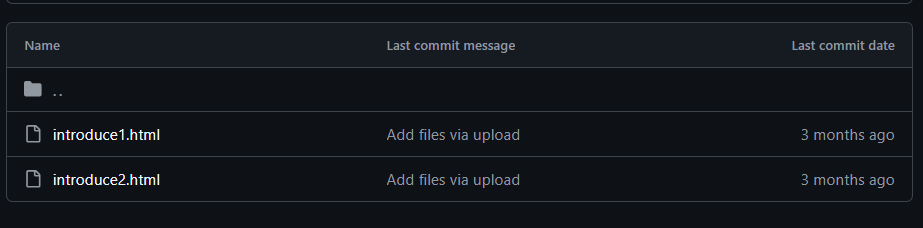 Name Last commit message Last commit date
..
introduce1.html Add files via upload 3 months ago
introduce2.html Add files via upload 3 months ago